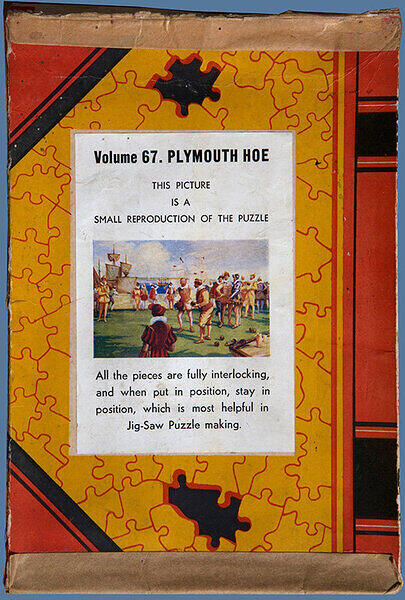 Volume 67. PLYMOUTH HOE
THIS PICTURE
IS A
SMALL REPRODUCTION OF THE PUZZLE
All the pieces are fully interlocking,
and when put in position, stay in
position, which is most helpful in
Jig-Saw Puzzle making.